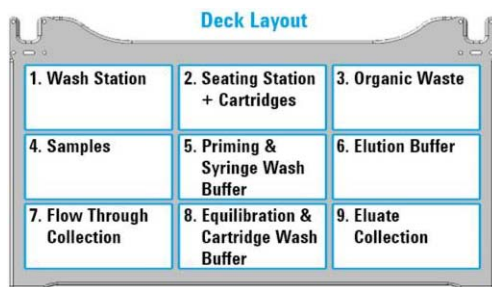 Deck Layout
1. Wash Station
2. Seating Station
+ Cartridges
3. Organic Waste
4. Samples
5. Priming &
Syringe Wash
Buffer
6. Elution Buffer
7. Flow Through
Collection
8. Equilibration &
Cartridge Wash
Buffer
9. Eluate
Collection